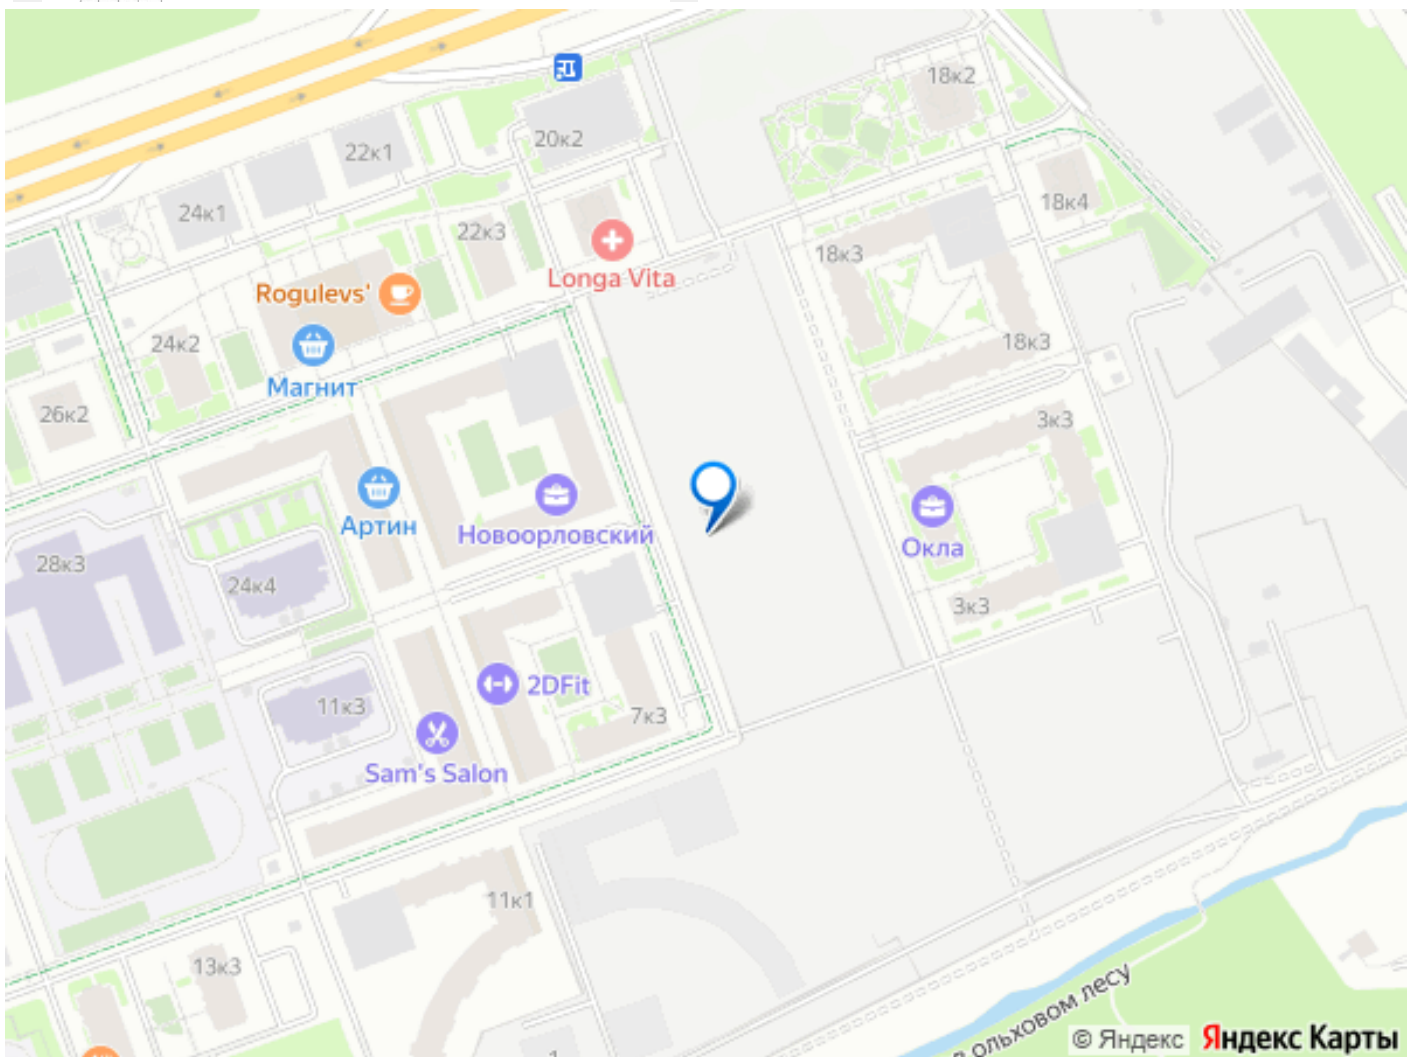 18к2
20к2
22к1
18к4
24к1
22к3
18к3
Longa Vita
Rogulevs'
18к3
24к2
Магнит
26к2
3к3
Артин
Новоорловский
Окла
28к3
24к4
3к3
2DFit
11к3
7к3
Sam's Salon
11к1
13к3
ольховом лесу
1
© Яндекс
Яндекс Карты